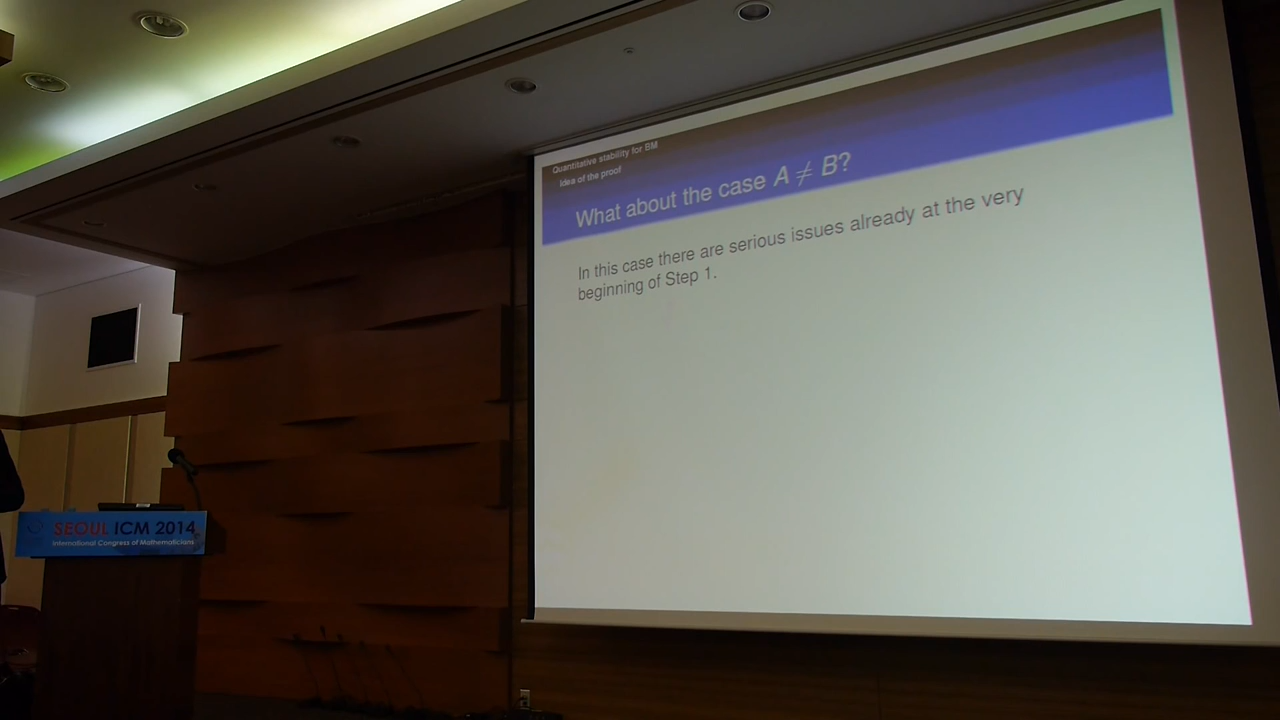 Quantitative stability for BM
Idea of the proof
What about the case A ≠ B?
In this case there are serious issues already at the very
beginning of Step 1.
SEOUL ICM 2014
International Congress of Mathematicians